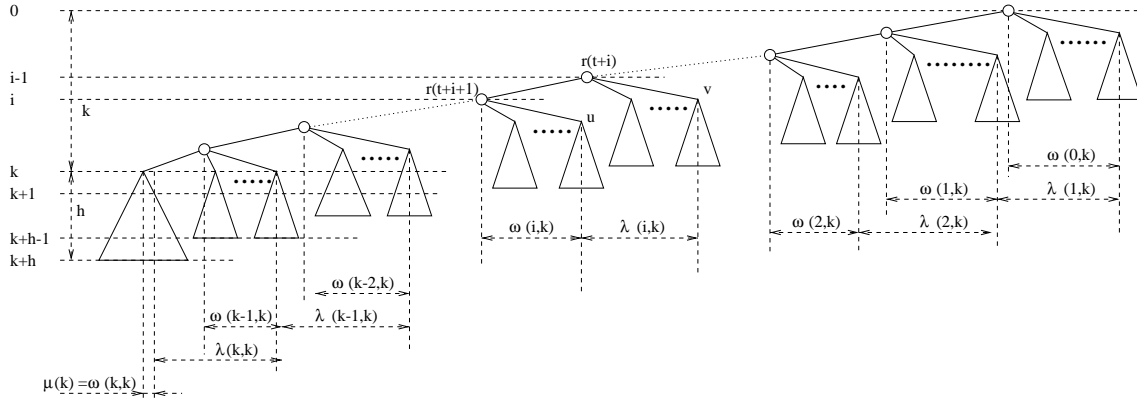 0
i-1
r(t+i)
i
r(t+i+1)
v
k
u
k
ω (0,k)
k+1
ω (1,k)
λ (1,k)
h
ω (i,k)
λ (i,k)
ω (2,k)
λ (2,k)
k+h-1
k+h
ω (k-2,k)
ω (k-1,k)
λ (k-1,k)
λ(k,k)
μ(k) =ω (k,k)